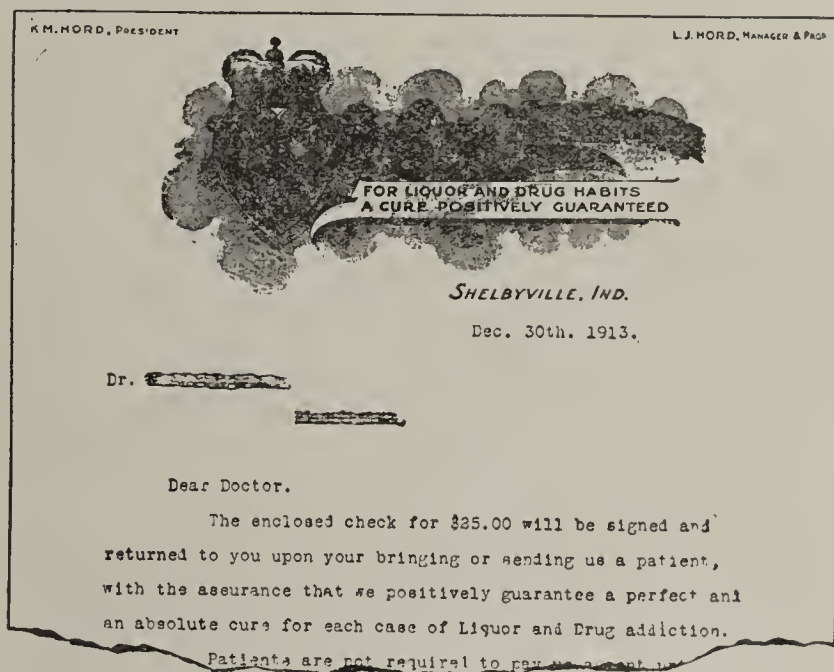 K.M. HORD, PRESIDENT
L.J. HORD, MANAGER & PROP
FOR LIQUOR AND DRUG HABITS
A CURE POSITIVELY GUARANTEED
SHELBYVILLE, IND.
Dec. 30th. 1913.
Dr.
Dear Doctor.
The enclosed check for $25.00 will be signed and
returned to you upon your bringing or sending us a patient,
with the assurance that we positively guarantee a perfect and
an absolute cure for each case of Liquor and Drug addiction.
Patients are not required to pay